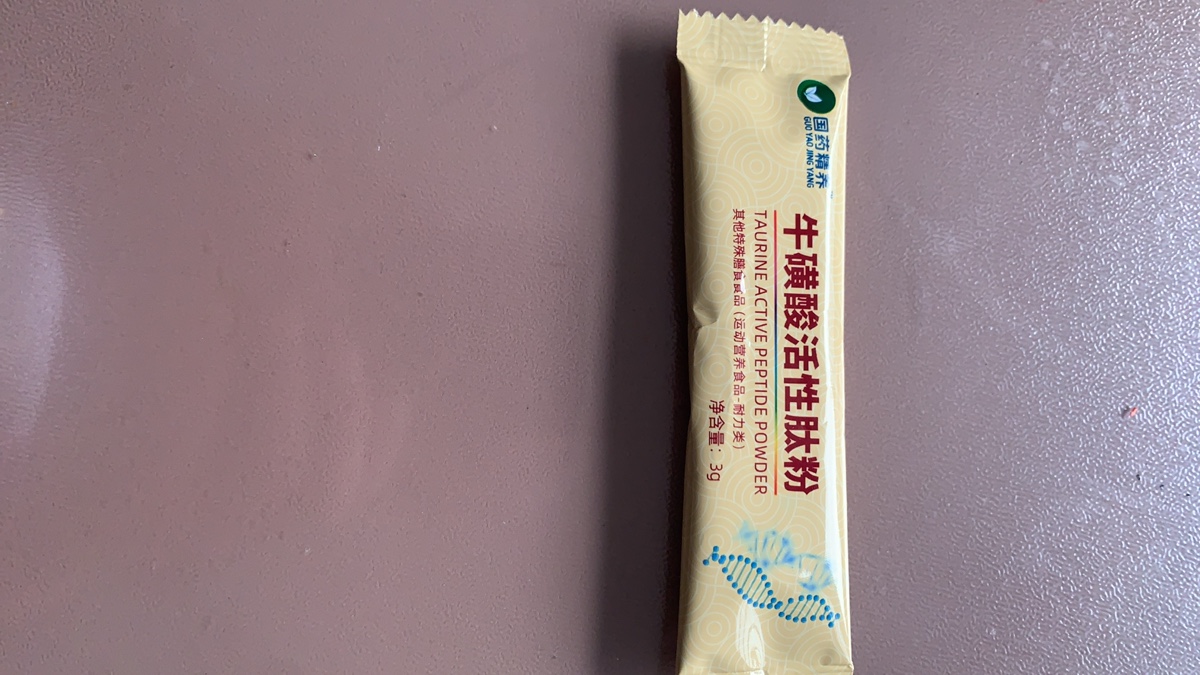 国药精养
GUO YAO JING YANG
牛磺酸活性肽粉
TAURINE ACTIVE PEPTIDE POWDER
其他特殊膳食食品（运动营养食品-耐力类）
净含量：3g